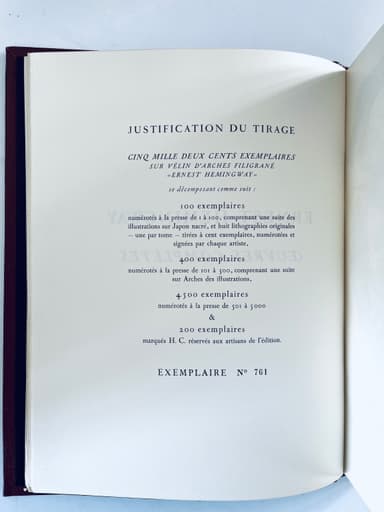 JUSTIFICATION DU TIRAGE
CINQ MILLE DEUX CENTS EXEMPLAIRES
SUR VÉLIN D'ARCHES FILIGRANÉ
«ERNEST HEMINGWAY»
se décomposant comme suit :
100 exemplaires
numérotés à la presse de 1 à 100, comprenant une suite des
illustrations sur Japon nacré, et huit lithographies originales
– une par tome – tirées à cent exemplaires, numérotées et
signées par chaque artiste.
400 exemplaires
numérotés à la presse de 101 à 500, comprenant une suite
sur Arches des illustrations.
4500 exemplaires
numérotés à la presse de 501 à 5000
&
200 exemplaires
marqués H. C. réservés aux artisans de l'édition.
EXEMPLAIRE Nº 761